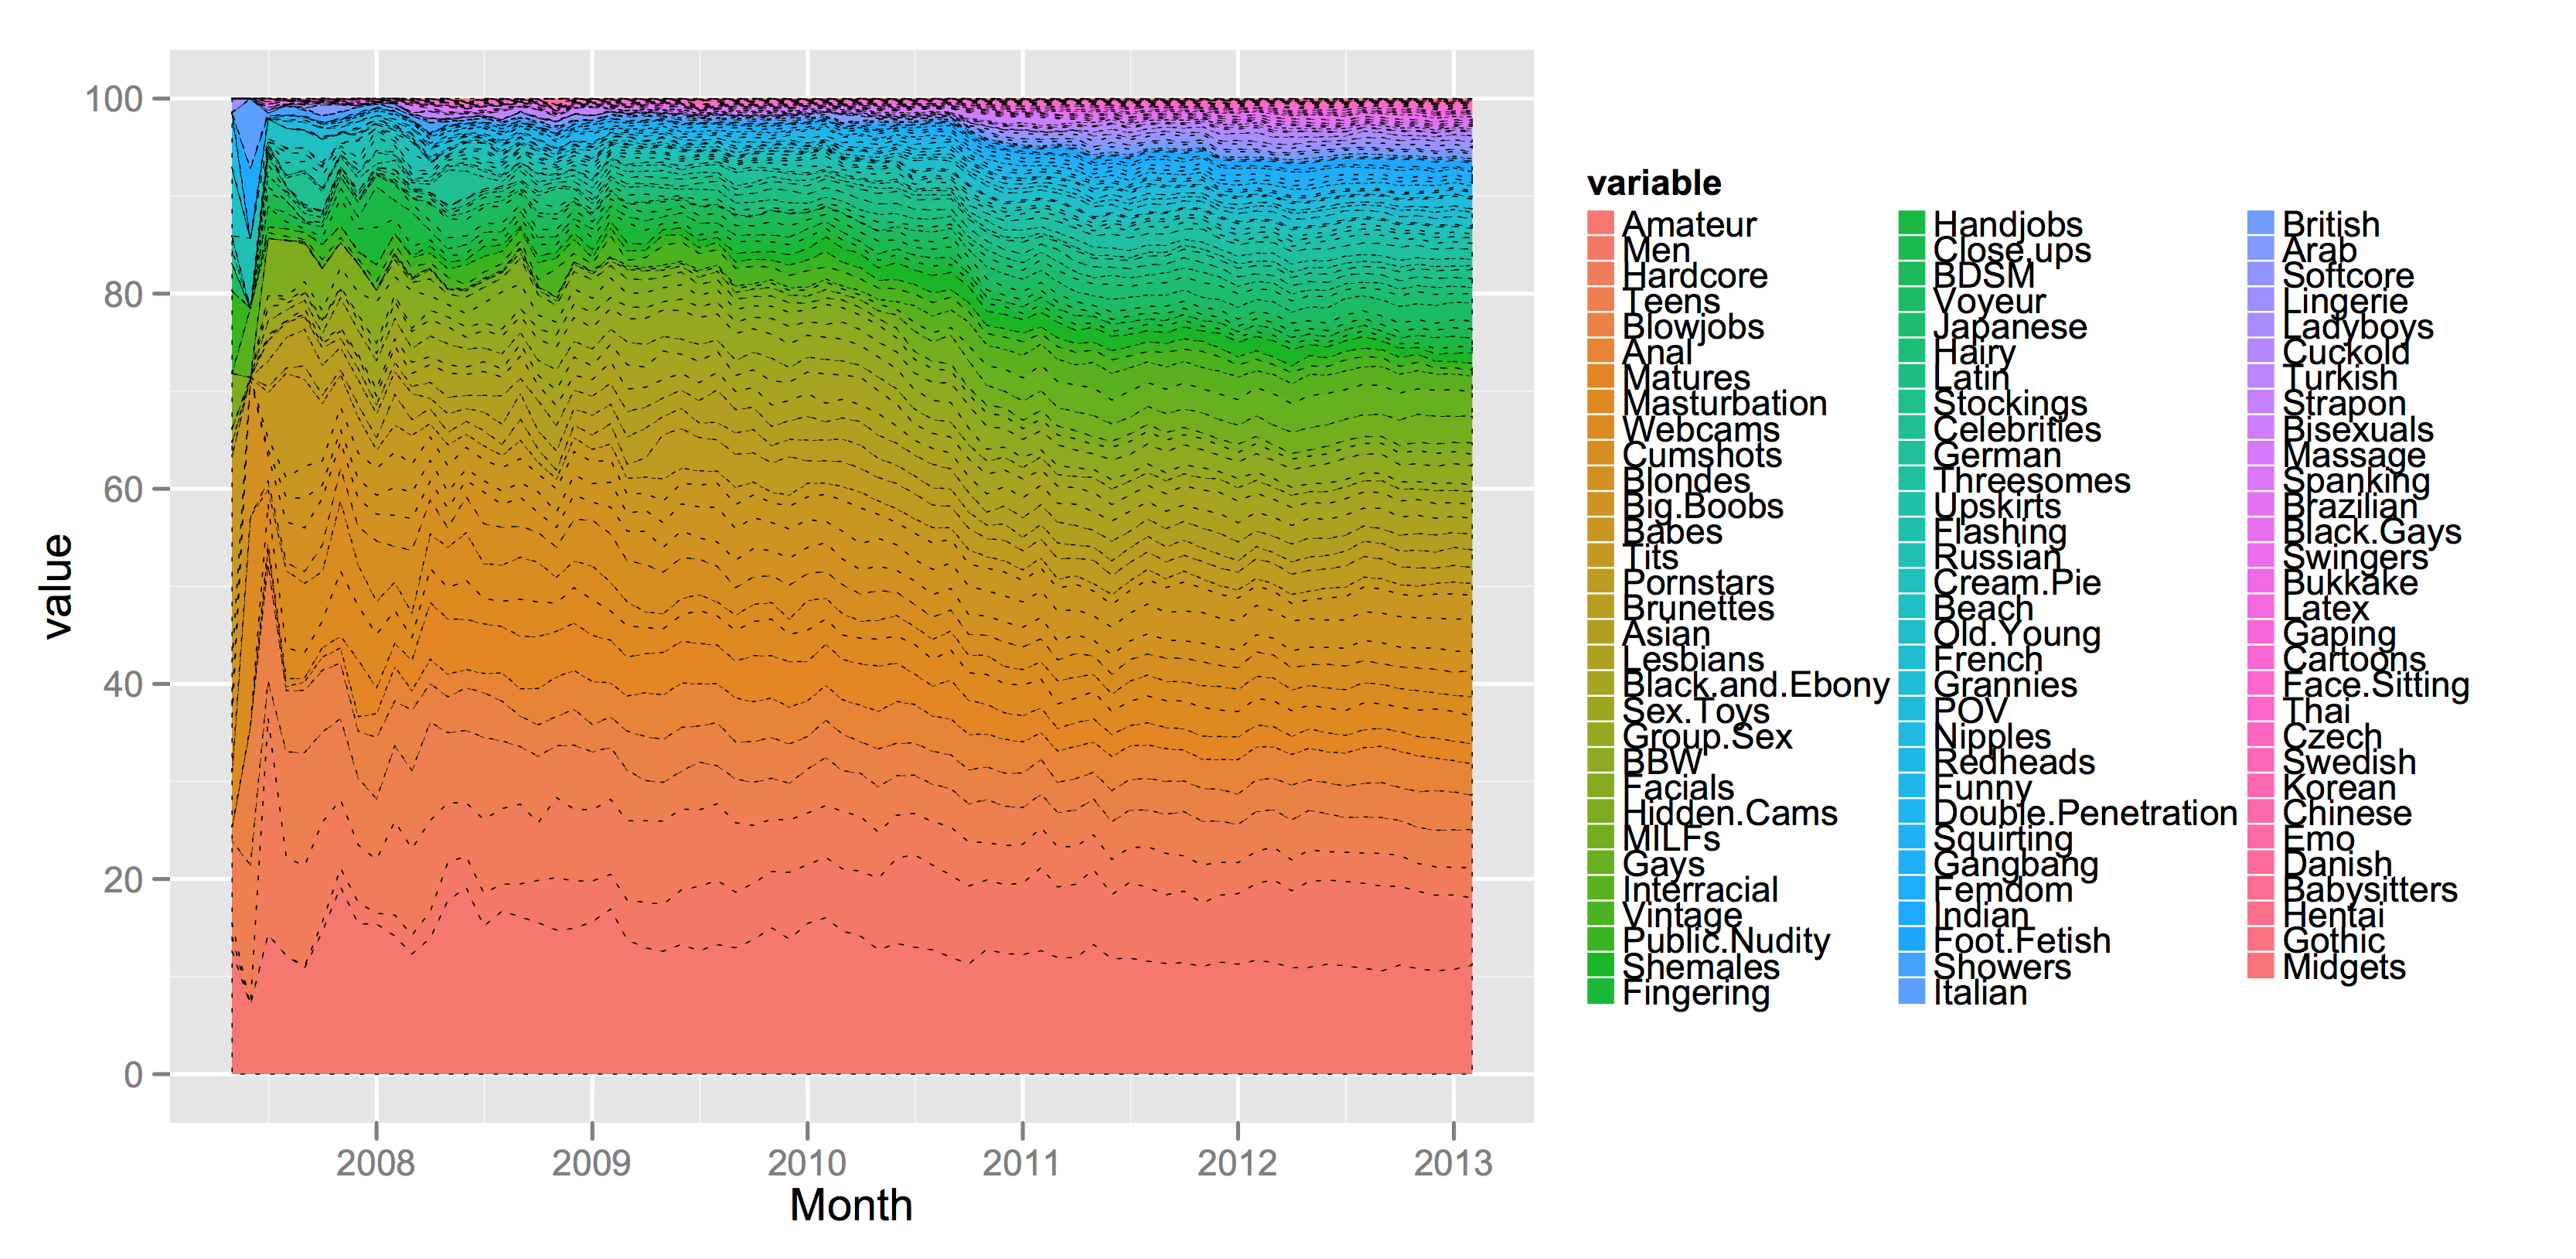 100
80
60
40
20
0
value
2008
2009
2010
2011
2012
2013
Month
variable
Amateur
Men
Hardcore
Teens
Blowjobs
Anal
Matures
Masturbation
Webcams
Cumshots
Blondes
Big.Boobs
Babes
Tits
Pornstars
Brunettes
Asian
Lesbians
Black.and.Ebony
Sex.Toys
Group.Sex
BBW
Facials
Hidden.Cams
MILFs
Gays
Interracial
Vintage
Public.Nudity
Shemales
Fingering
Handjobs
Close.ups
BDSM
Voyeur
Japanese
Hairy
Latin
Stockings
Celebrities
German
Threesomes
Upskirts
Flashing
Russian
Cream.Pie
Beach
Old.Young
French
Grannies
POV
Nipples
Redheads
Funny
Double.Penetration
Squirting
Gangbang
Femdom
Indian
Foot.Fetish
Showers
Italian
British
Arab
Softcore
Lingerie
Ladyboys
Cuckold
Turkish
Strapon
Bisexuals
Massage
Spanking
Brazilian
Black.Gays
Swingers
Bukkake
Latex
Gaping
Cartoons
Face.Sitting
Thai
Czech
Swedish
Korean
Chinese
Emo
Danish
Babysitters
Hentai
Gothic
Midgets